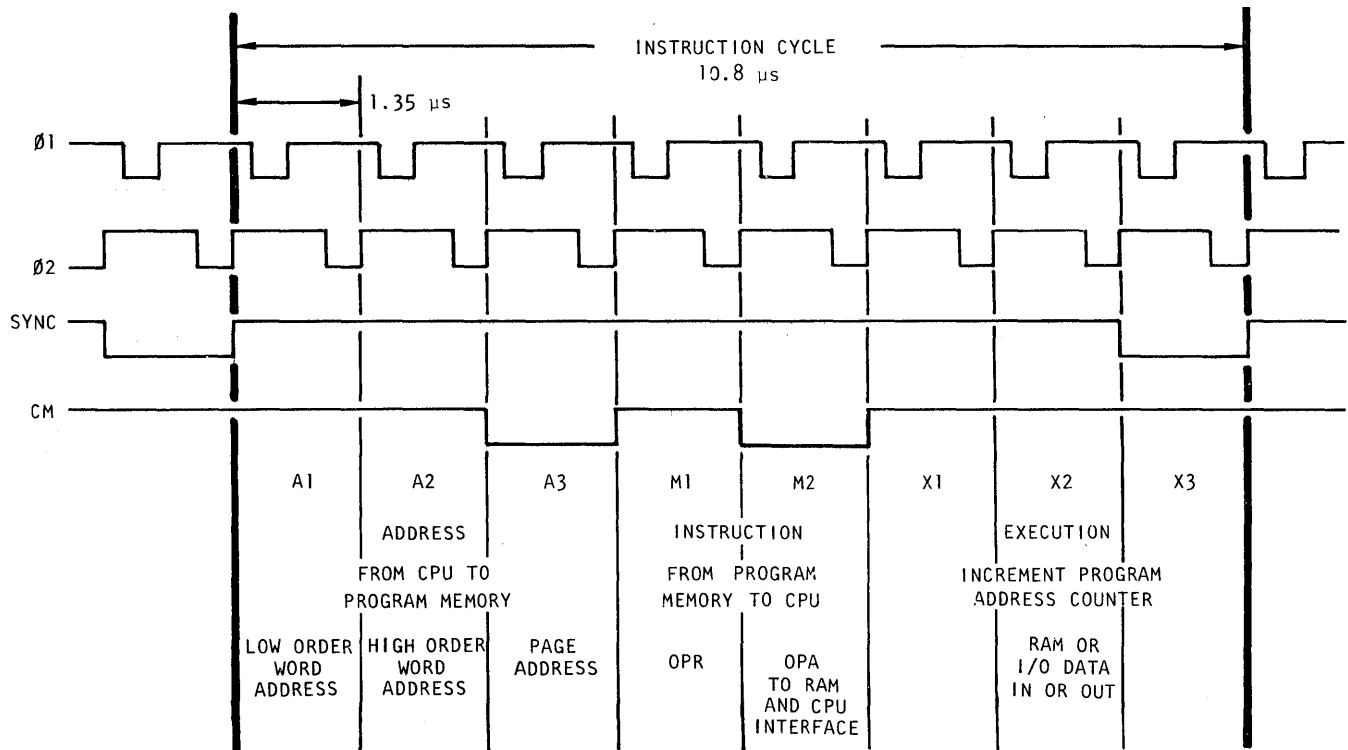 INSTRUCTION CYCLE
10.8 µs
1.35 µs
Ø1
Ø2
SYNC
CM
A1 A2 A3 M1 M2 X1 X2 X3
ADDRESS
FROM CPU TO
PROGRAM MEMORY
INSTRUCTION
FROM PROGRAM
MEMORY TO CPU
EXECUTION
INCREMENT PROGRAM
ADDRESS COUNTER
LOW ORDER
WORD
ADDRESS
HIGH ORDER
WORD
ADDRESS
PAGE
ADDRESS
OPR
OPA
TO RAM
AND CPU
INTERFACE
RAM OR
I/O DATA
IN OR OUT